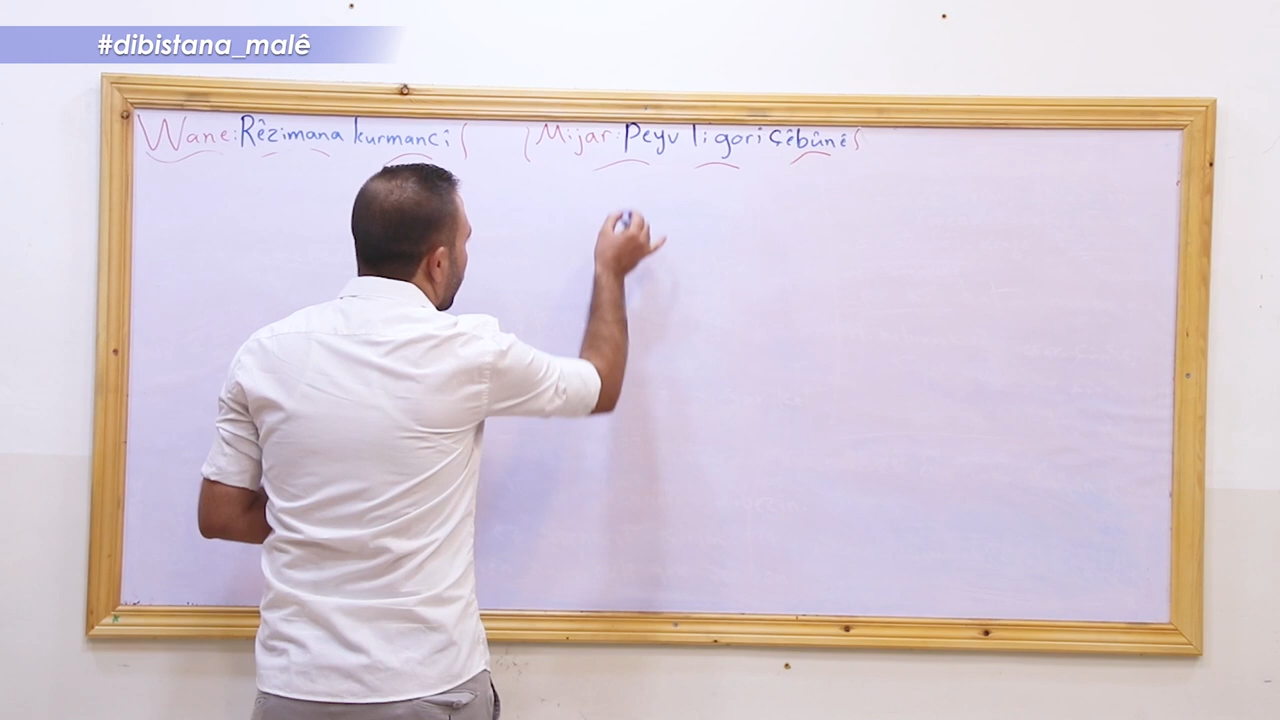 #dibistana_malê
Wane: Rêzimana kurmancî Mijar: Peyv li gorî Çêbûnê